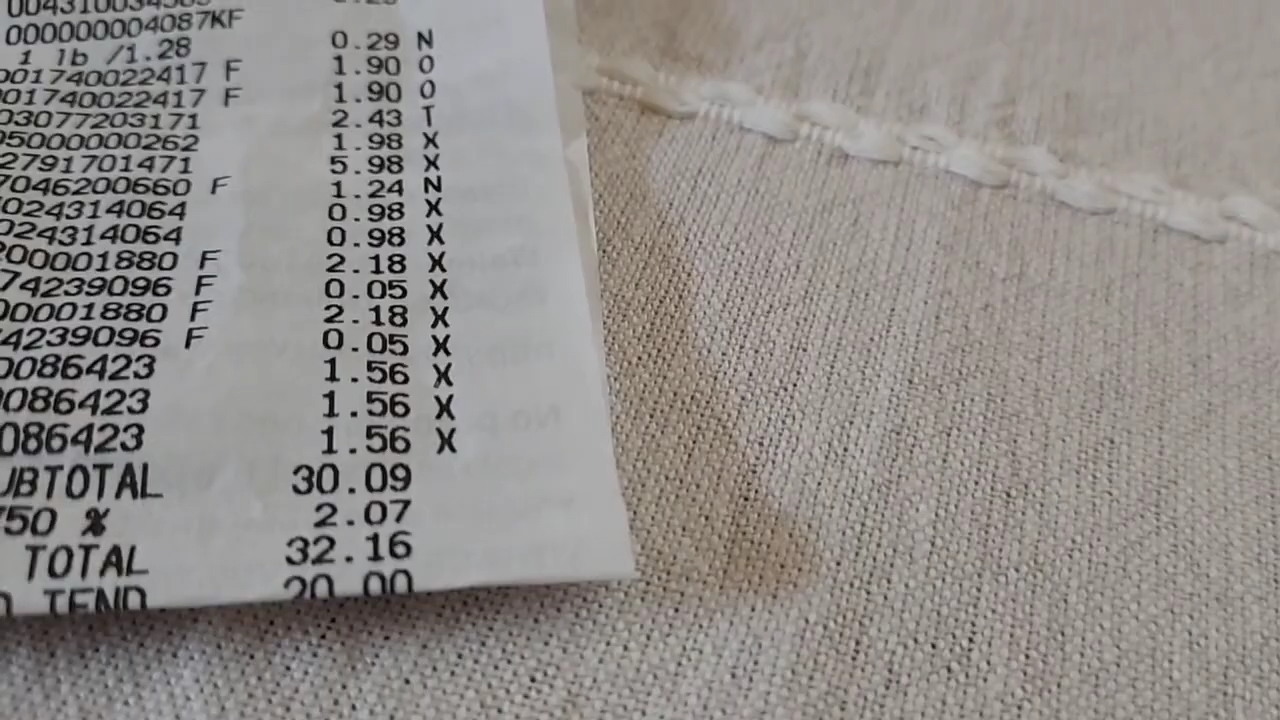 000000004087KF
1 lb /1.28 0.29 N
001740022417 F 1.90 O
001740022417 F 1.90 O
03077203171 2.43 T
05000000262 1.98 X
2791701471 5.98 X
7046200660 F 1.24 N
024314064 0.98 X
024314064 0.98 X
200001880 F 2.18 X
74239096 F 0.05 X
00001880 F 2.18 X
4239096 F 0.05 X
0086423 1.56 X
0086423 1.56 X
086423 1.56 X
UBTOTAL 30.09
750 % 2.07
TOTAL 32.16
TEND 20.00